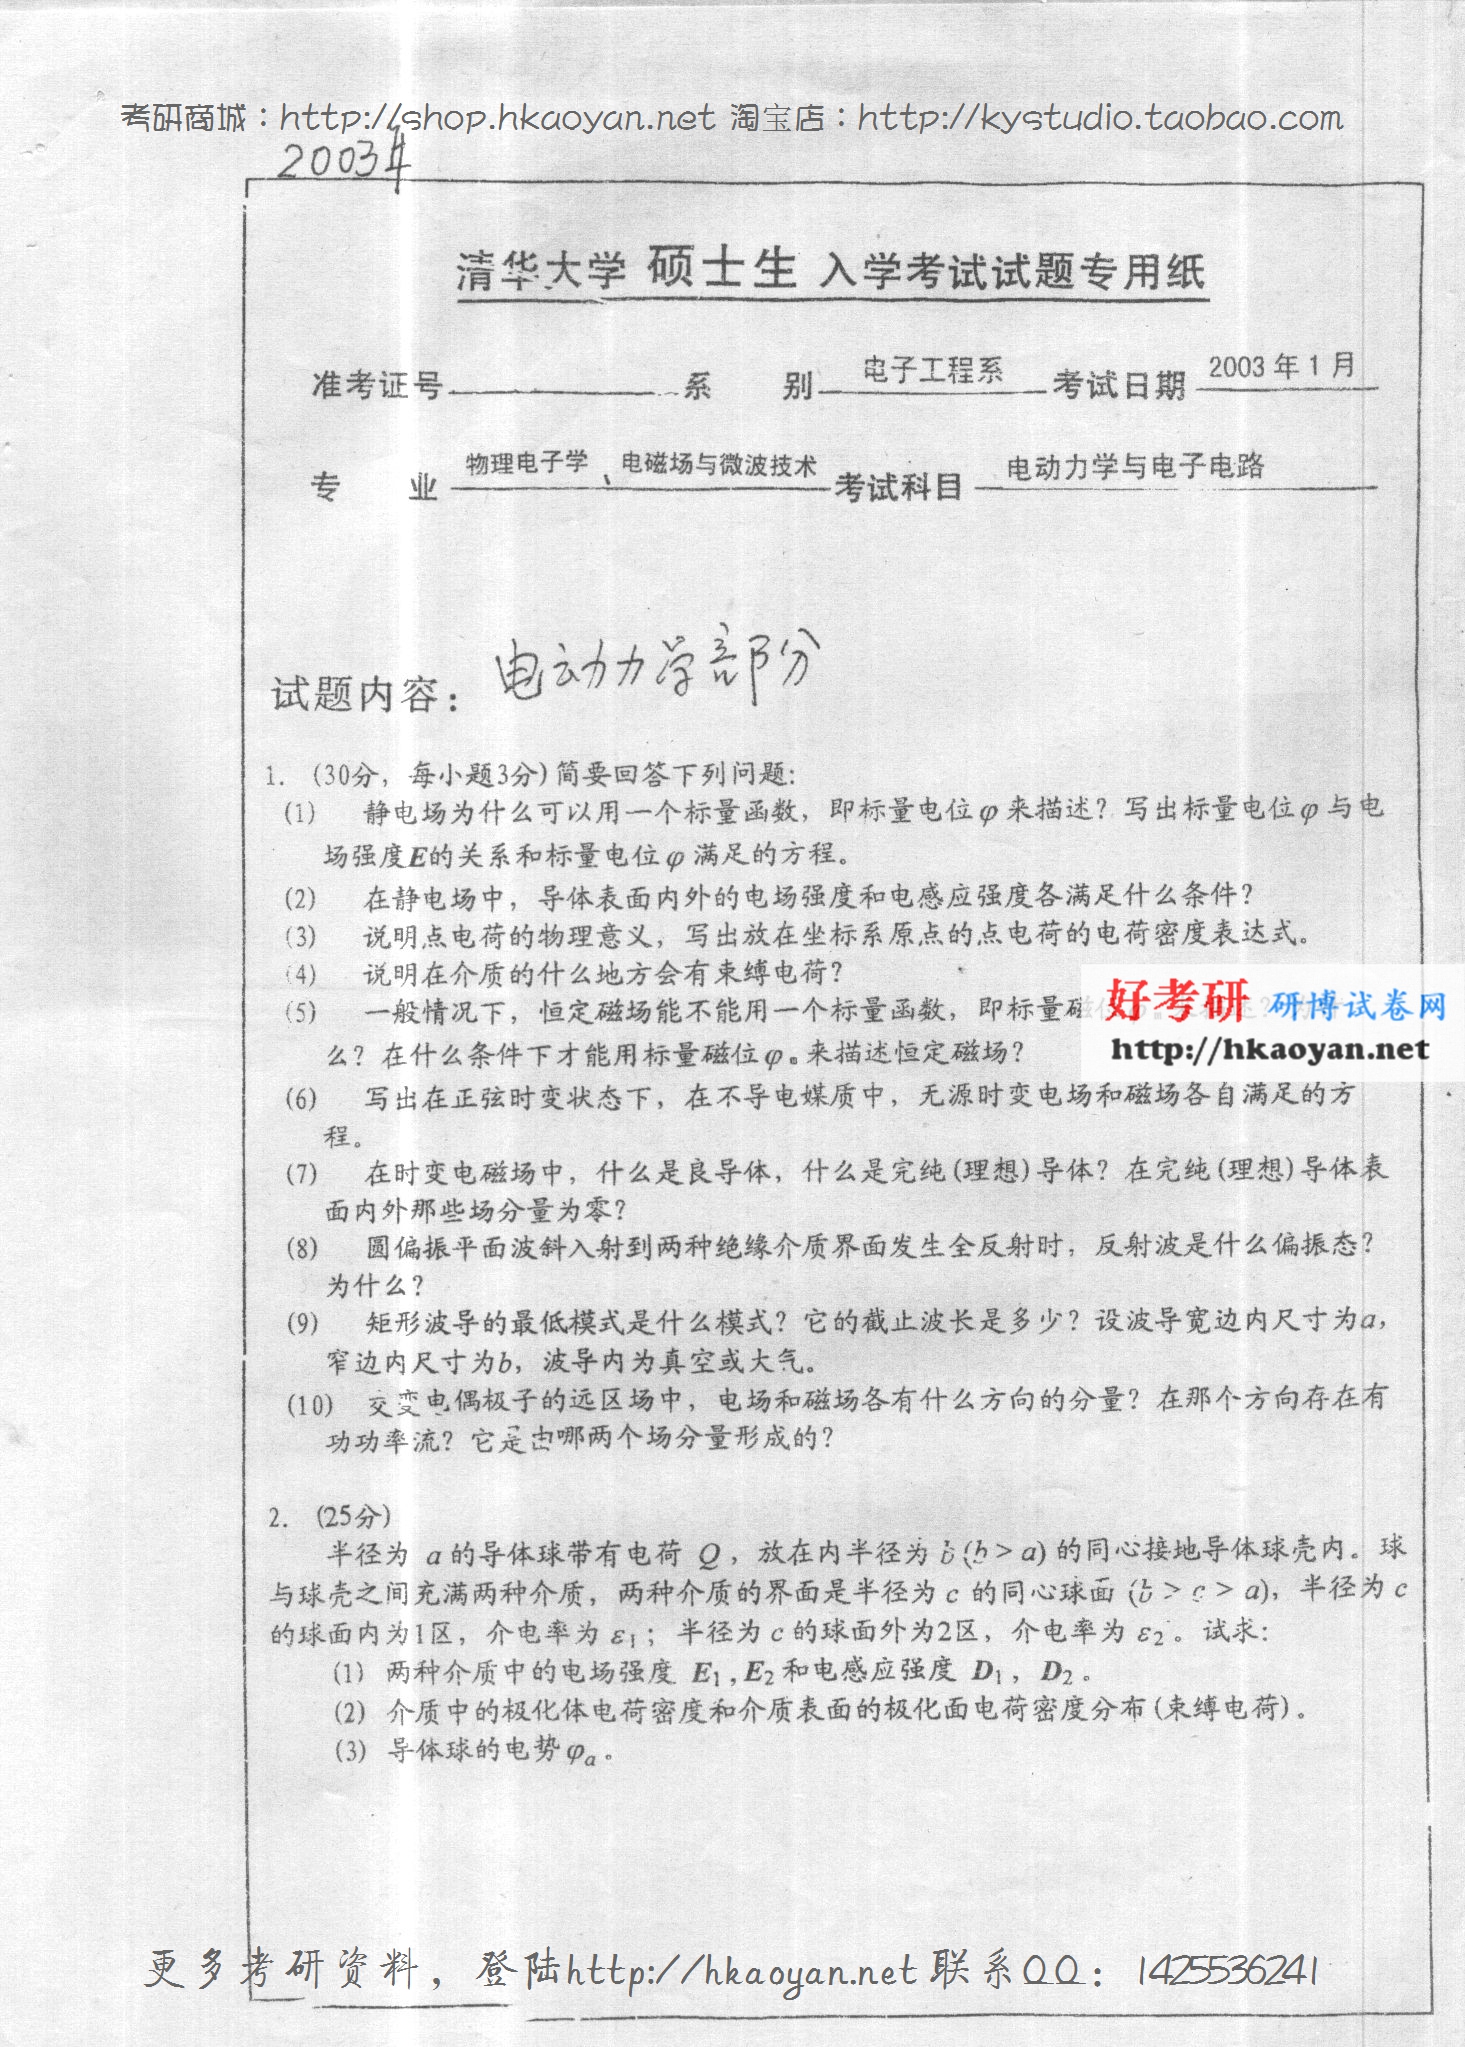 考研商城：http://shop.hkaoyan.net 淘宝店：http://kystudio.taobao.com
2003年
清华大学 硕士生 入学考试试题专用纸
准考证号 系 别 电子工程系 考试日期 2003年1月
专 业 物理电子学、电磁场与微波技术 考试科目 电动力学与电子电路
试题内容： 电动力学部分
1. (30分，每小题3分)简要回答下列问题：
(1) 静电场为什么可以用一个标量函数，即标量电位φ来描述？写出标量电位φ与电
场强度E的关系和标量电位φ满足的方程。
(2) 在静电场中，导体表面内外的电场强度和电感应强度各满足什么条件？
(3) 说明点电荷的物理意义，写出放在坐标系原点的点电荷的电荷密度表达式。
(4) 说明在介质的什么地方会有束缚电荷？
(5) 一般情况下，恒定磁场能不能用一个标量函数，即标量磁
好考研 研博试卷网
http://hkaoyan.net
么？在什么条件下才能用标量磁位φ。来描述恒定磁场？
(6) 写出在正弦时变状态下，在不导电媒质中，无源时变电场和磁场各自满足的方
程。
(7) 在时变电磁场中，什么是良导体，什么是完纯(理想)导体？在完纯(理想)导体表
面内外那些场分量为零？
(8) 圆偏振平面波斜入射到两种绝缘介质界面发生全反射时，反射波是什么偏振态？
为什么？
(9) 矩形波导的最低模式是什么模式？它的截止波长是多少？设波导宽边内尺寸为a，
窄边内尺寸为b，波导内为真空或大气。
(10) 交变电偶极子的远区场中，电场和磁场各有什么方向的分量？在那个方向存在有
功功率流？它是由哪两个场分量形成的？
2. (25分)
半径为 a 的导体球带有电荷 Q，放在内半径为 b (b > a) 的同心接地导体球壳内。球
与球壳之间充满两种介质，两种介质的界面是半径为 c 的同心球面 (b > c > a)，半径为 c
的球面内为1区，介电率为 ε₁；半径为 c 的球面外为2区，介电率为 ε₂。试求：
(1) 两种介质中的电场强度 E₁,E₂和电感应强度 D₁，D₂。
(2) 介质中的极化体电荷密度和介质表面的极化面电荷密度分布(束缚电荷)。
(3) 导体球的电势φₐ。
更多考研资料，登陆http://hkaoyan.net 联系QQ：1425536241